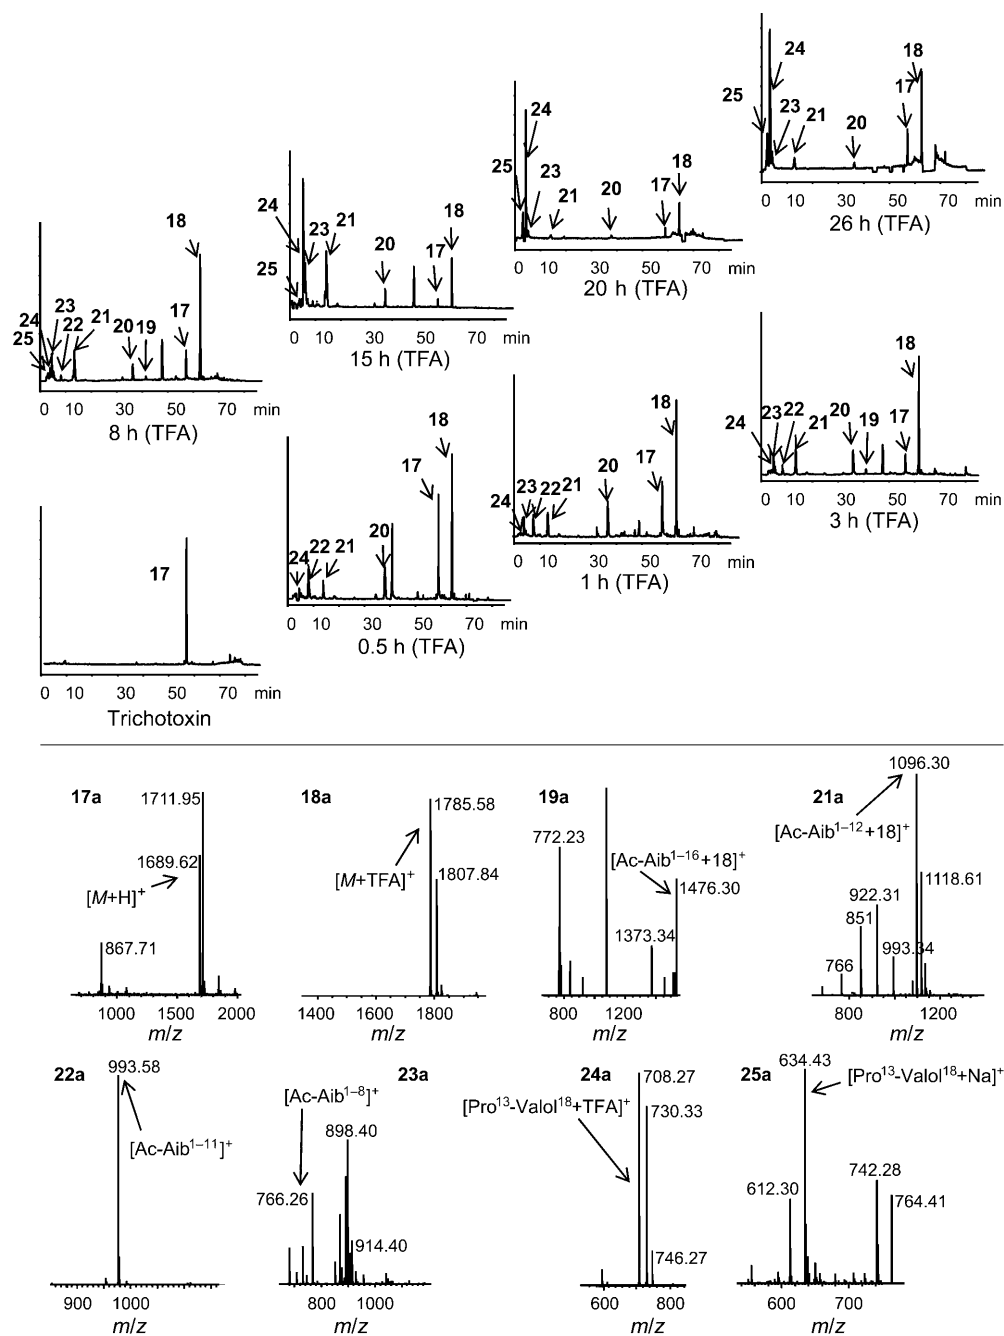 24
18
17
25
23
21
20
0 10 30 50 70 min
26 h (TFA)
24
25
23
21
20
17
18
0 10 30 50 70 min
20 h (TFA)
24
23
21
25
20
17
18
0 10 30 50 70 min
15 h (TFA)
18
24
23
25
22
21
20
19
17
0 10 30 50 70 min
8 h (TFA)
18
24
23
22
21
20
19
17
0 10 30 50 70 min
3 h (TFA)
18
17
20
24
23
22
21
0 10 30 50 70 min
1 h (TFA)
18
17
20
24
22
21
0 10 30 50 70 min
0.5 h (TFA)
17
0 10 30 50 70 min
Trichotoxin
17a
1711.95
1689.62
[M+H]+
867.71
1000 1500 2000
m/z
18a
1785.58
[M+TFA]+
1807.84
1400 1600 1800
m/z
19a
772.23
[Ac-Aib1–16+18]+
1476.30
1373.34
800 1200
m/z
1096.30
21a
[Ac-Aib1–12+18]+
1118.61
922.31
851
993.34
766
800 1200
m/z
22a
993.58
[Ac-Aib1–11]+
900 1000
m/z
23a
[Ac-Aib1–8]+
898.40
766.26
914.40
800 1000
m/z
24a
708.27
[Pro13-Valol18+TFA]+
730.33
746.27
600 800
m/z
25a
634.43
[Pro13-Valol18+Na]+
612.30
742.28
764.41
600 700
m/z